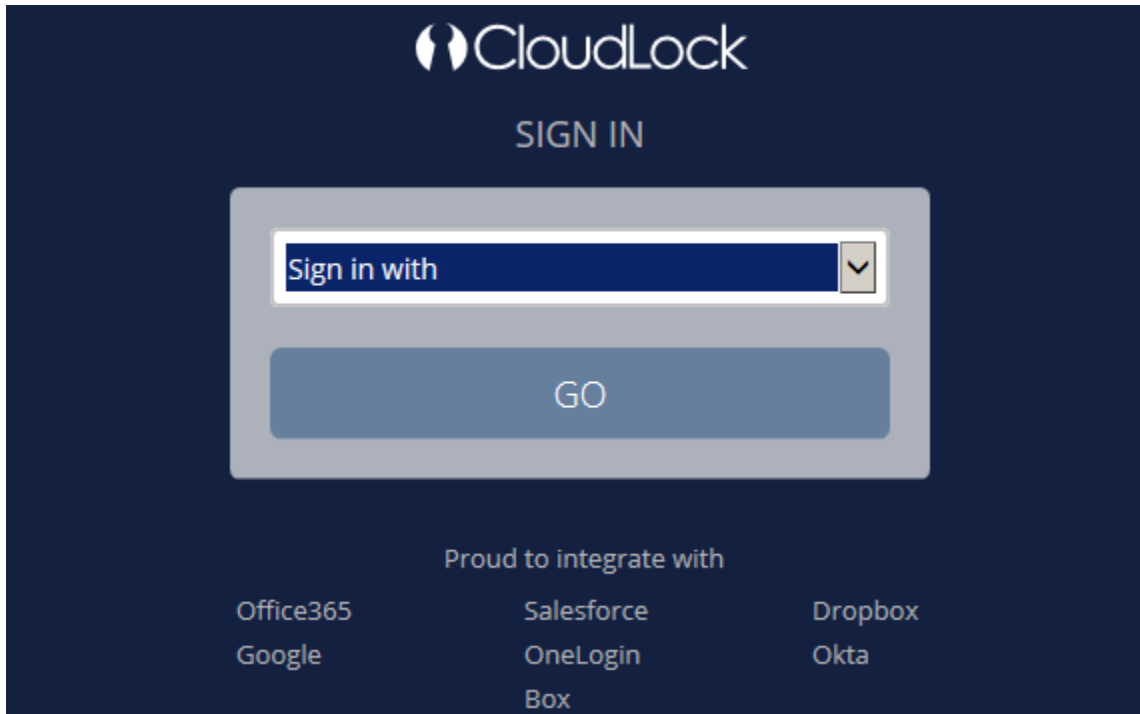 CloudLock
SIGN IN
Sign in with
GO
Proud to integrate with
Office365 Salesforce Dropbox
Google OneLogin Okta
Box